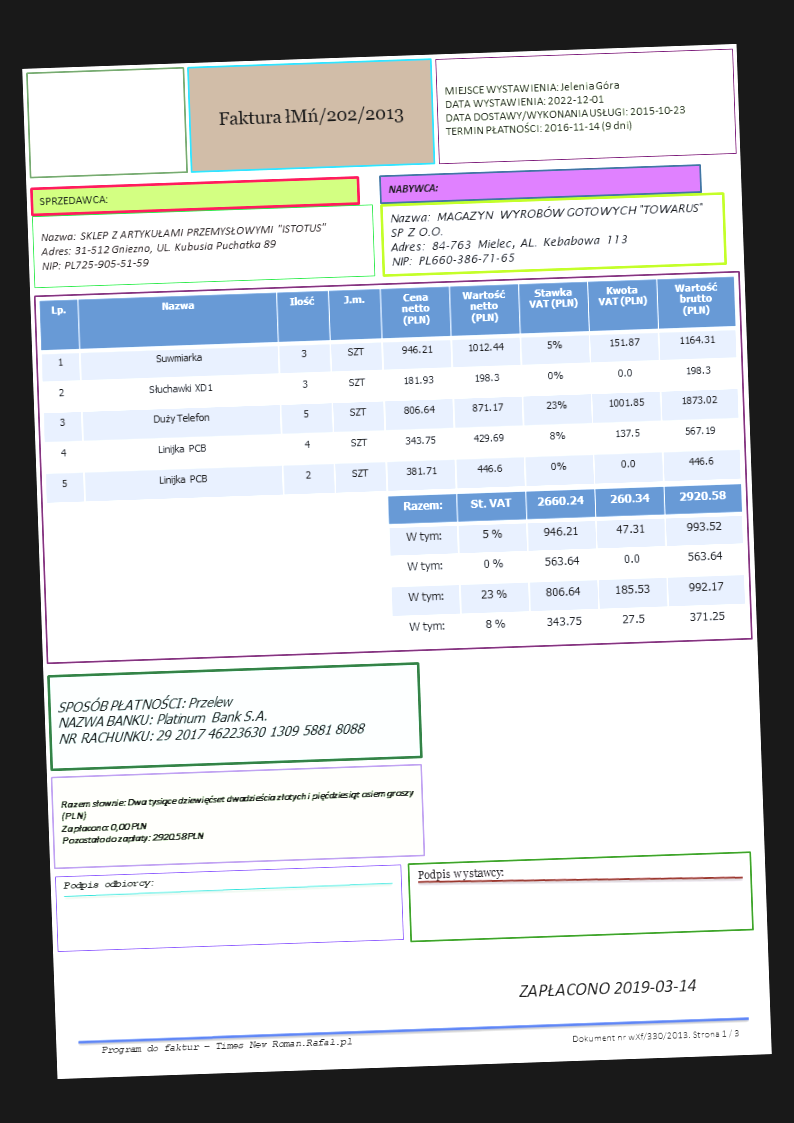 Faktura łMń/202/2013
MIEJSCE WYSTAWIENIA: Jelenia Góra
DATA WYSTAWIENIA: 2022-12-01
DATA DOSTAWY/WYKONANIA USŁUGI: 2015-10-23
TERMIN PŁATNOŚCI: 2016-11-14 (9 dni)
SPRZEDAWCA:
Nazwa: SKLEP Z ARTYKUŁAMI PRZEMYSŁOWYMI "ISTOTUS"
Adres: 31-512 Gniezno, UL. Kubusia Puchatka 89
NIP: PL725-905-51-59
NABYWCA:
Nazwa: MAGAZYN WYROBÓW GOTOWYCH "TOWARUS"
SP Z O.O.
Adres: 84-763 Mielec, AL. Kebabowa 113
NIP: PL660-386-71-65
Lp. Nazwa Ilość J.m. Cena netto (PLN) Wartość netto (PLN) Stawka VAT (PLN) Kwota VAT (PLN) Wartość brutto (PLN)
1 Suwmiarka 3 SZT 946.21 1012.44 5% 151.87 1164.31
2 Słuchawki XD1 3 SZT 181.93 198.3 0% 0.0 198.3
3 Duży Telefon 5 SZT 806.64 871.17 23% 1001.85 1873.02
4 Linijka PCB 4 SZT 343.75 429.69 8% 137.5 567.19
5 Linijka PCB 2 SZT 381.71 446.6 0% 0.0 446.6
Razem: St. VAT 2660.24 260.34 2920.58
W tym: 5 % 946.21 47.31 993.52
W tym: 0 % 563.64 0.0 563.64
W tym: 23 % 806.64 185.53 992.17
W tym: 8 % 343.75 27.5 371.25
SPOSÓB PŁATNOŚCI: Przelew
NAZWA BANKU: Platinum Bank S.A.
NR RACHUNKU: 29 2017 46223630 1309 5881 8088
Razem słownie: Dwa tysiące dziewięćset dwadzieścia złotych i pięćdziesiąt osiem groszy
(PLN)
Zapłacono: 0,00 PLN
Pozostało do zapłaty: 2920.58 PLN
Podpis odbiorcy:
Podpis wystawcy:
ZAPŁACONO 2019-03-14
Program do faktur – Times New Roman.Rafal.pl
Dokument nr wXf/330/2013. Strona 1 / 3